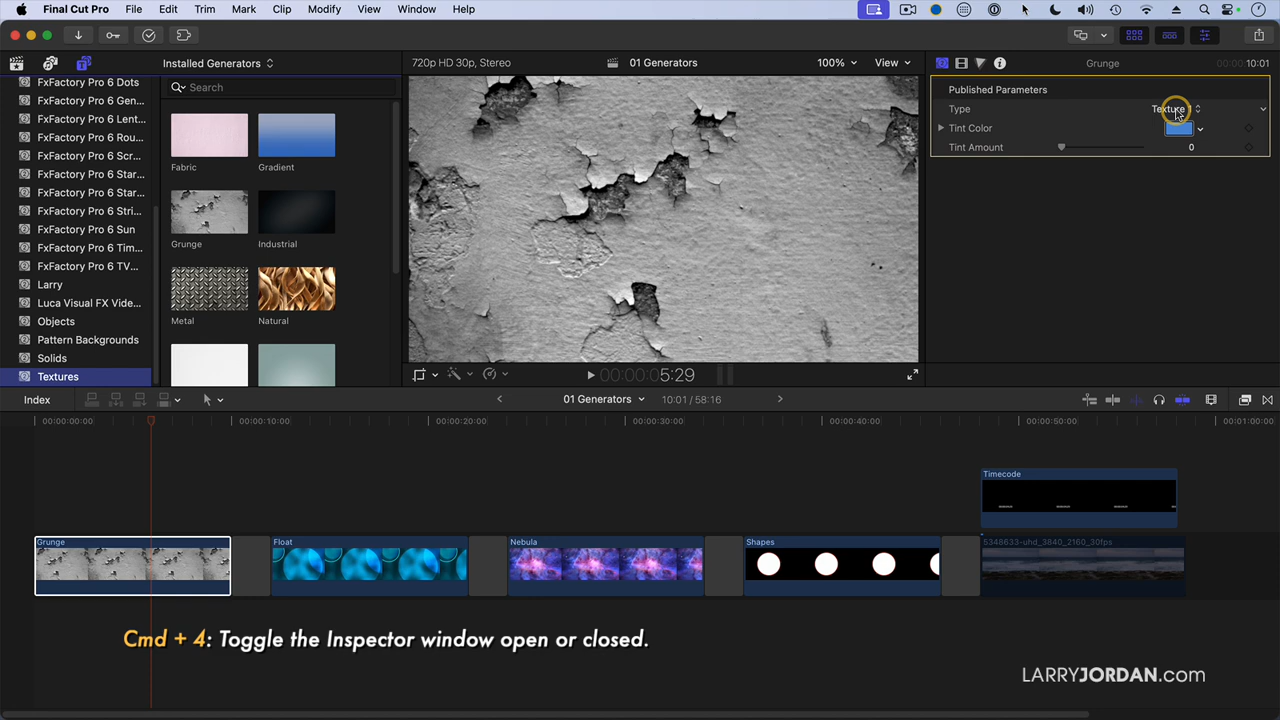 Final Cut Pro File Edit Trim Mark Clip Modify View Window Help
Installed Generators
720p HD 30p, Stereo
01 Generators
100%
View
Grunge
00:00:10:01
Search
FxFactory Pro 6 Dots
FxFactory Pro 6 Gen...
FxFactory Pro 6 Lent...
FxFactory Pro 6 Rou...
FxFactory Pro 6 Scr...
FxFactory Pro 6 Star...
FxFactory Pro 6 Star...
FxFactory Pro 6 Stri...
FxFactory Pro 6 Sun
FxFactory Pro 6 Tim...
FxFactory Pro 6 TV...
Larry
Luca Visual FX Vide...
Objects
Pattern Backgrounds
Solids
Textures
Fabric
Gradient
Grunge
Industrial
Metal
Natural
Published Parameters
Type
Texture
Tint Color
Tint Amount
0
00:00:05:29
Index
01 Generators
10:01 / 58:16
00:00:00:00
00:00:10:00
00:00:20:00
00:00:30:00
00:00:40:00
00:00:50:00
00:01:00:00
Timecode
Grunge
Float
Nebula
Shapes
5348633-uhd_3840_2160_30fps
Cmd + 4: Toggle the Inspector window open or closed.
LARRYJORDAN.com